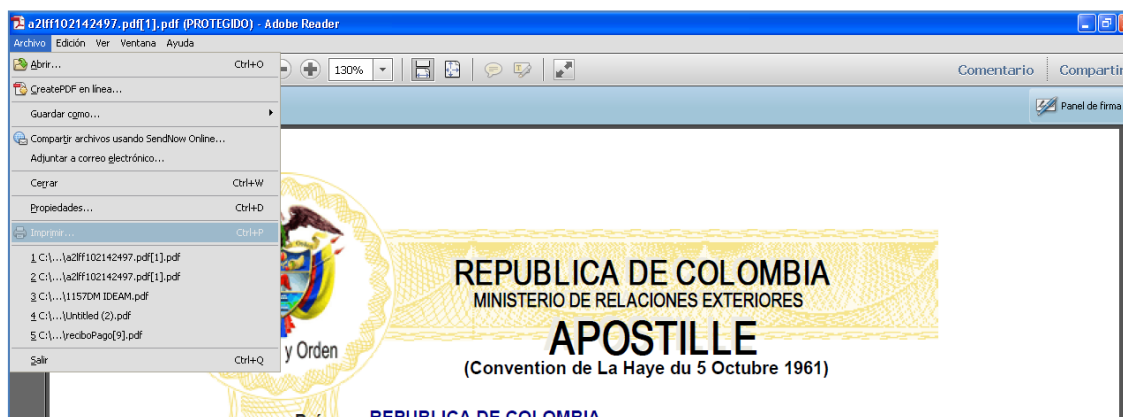 a2lff102142497.pdf[1].pdf (PROTEGIDO) - Adobe Reader
Archivo Edición Ver Ventana Ayuda
Abrir... Ctrl+O
130%
Comentario Compartir
CreatePDF en línea...
Guardar como...
Panel de firma
Compartir archivos usando SendNow Online...
Adjuntar a correo electrónico...
Cerrar Ctrl+W
Propiedades... Ctrl+D
Imprimir... Ctrl+P
1 C:\...\a2lff102142497.pdf[1].pdf
2 C:\...\a2lff102142497.pdf[1].pdf
3 C:\...\1157DM IDEAM.pdf
4 C:\...\Untitled (2).pdf
5 C:\...\reciboPago[9].pdf
Salir Ctrl+Q
y Orden
REPUBLICA DE COLOMBIA
MINISTERIO DE RELACIONES EXTERIORES
APOSTILLE
(Convention de La Haye du 5 Octubre 1961)
REPUBLICA DE COLOMBIA